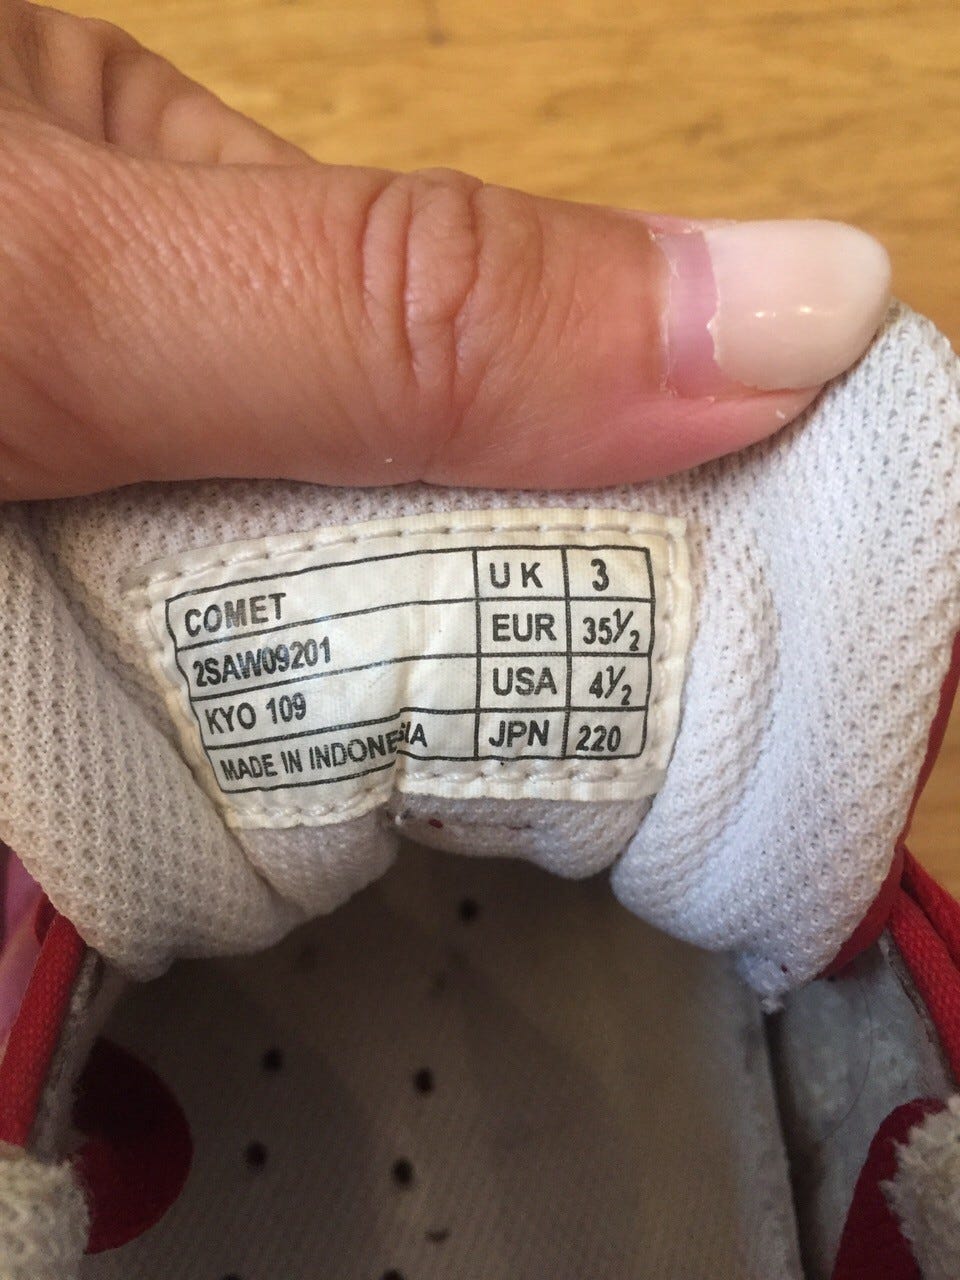 COMET
2SAW09201
KYO 109
MADE IN INDONESIA
UK 3
EUR 35½
USA 4½
JPN 220